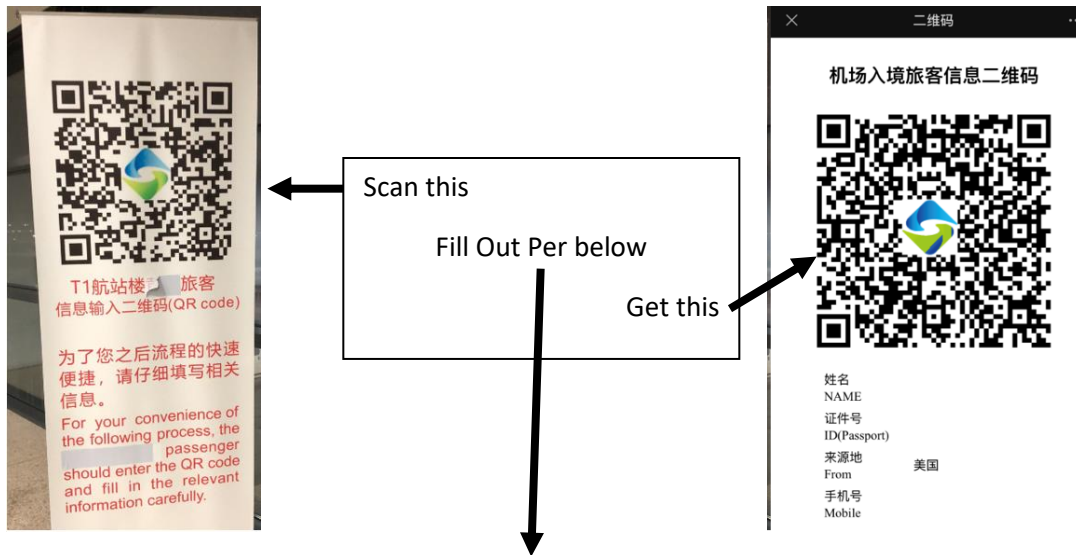 T1航站楼 旅客
信息输入二维码(QR code)
为了您之后流程的快速
便捷，请仔细填写相关
信息。
For your convenience of
the following process, the
passenger
should enter the QR code
and fill in the relevant
information carefully.
Scan this
Fill Out Per below
Get this
二维码
机场入境旅客信息二维码
姓名
NAME
证件号
ID(Passport)
来源地
From
美国
手机号
Mobile